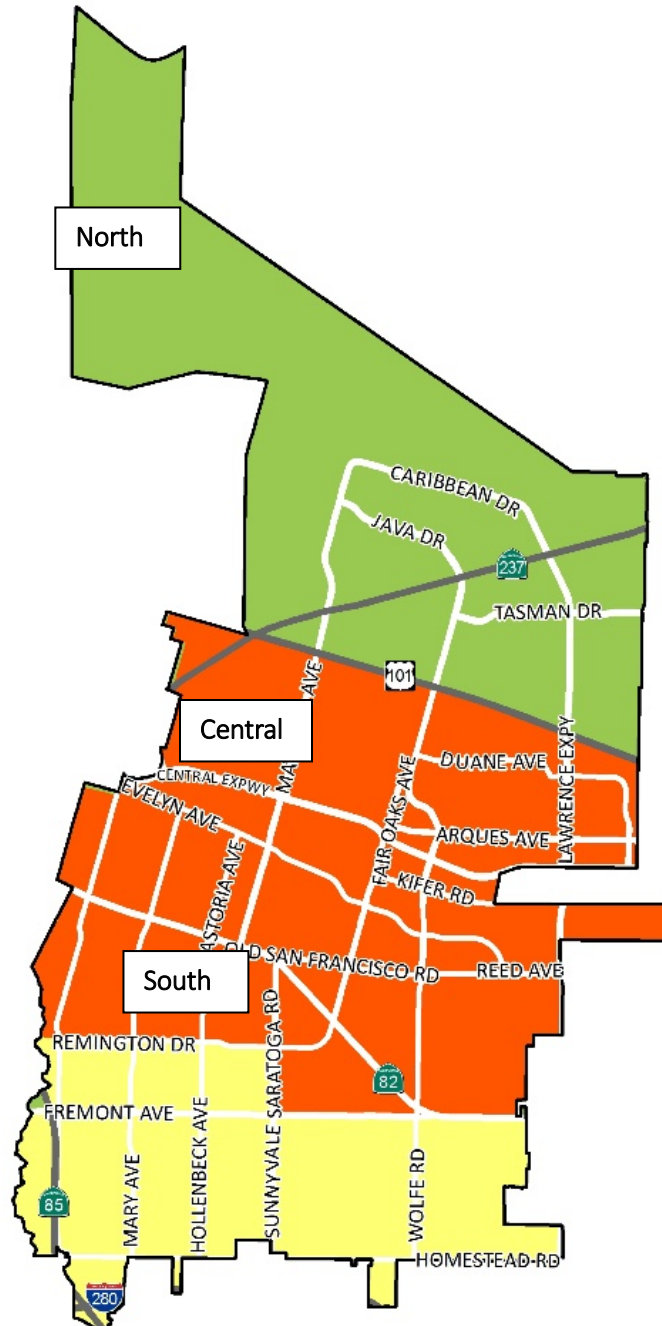 North
CARIBBEAN DR
JAVA DR
237
TASMAN DR
101
AVE
Central
MA
DUANE AVE
LAWRENCE EXPY
CENTRAL EXPWY
EVELYN AVE
FAIR OAKS AVE
ARQUES AVE
KIFER RD
ASTORIA AVE
OLD SAN FRANCISCO RD
REED AVE
South
SUNNYVALE SARATOGA RD
REMINGTON DR
82
FREMONT AVE
MARY AVE
HOLLENBECK AVE
WOLFE RD
85
HOMESTEAD RD
280